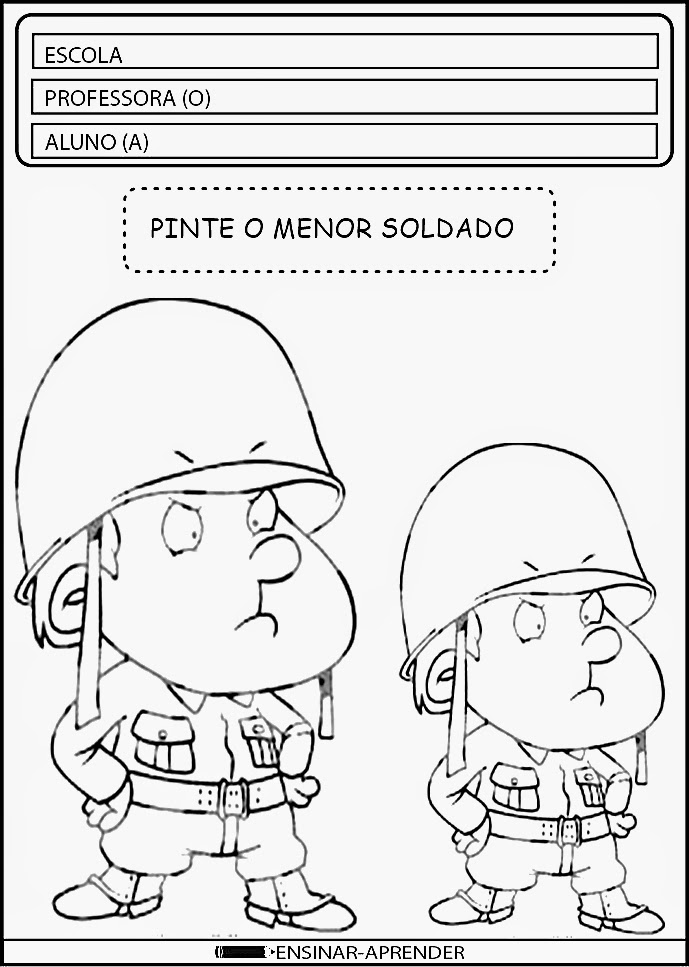 ESCOLA
PROFESSORA (O)
ALUNO (A)
PINTE O MENOR SOLDADO
ENSINAR-APRENDER